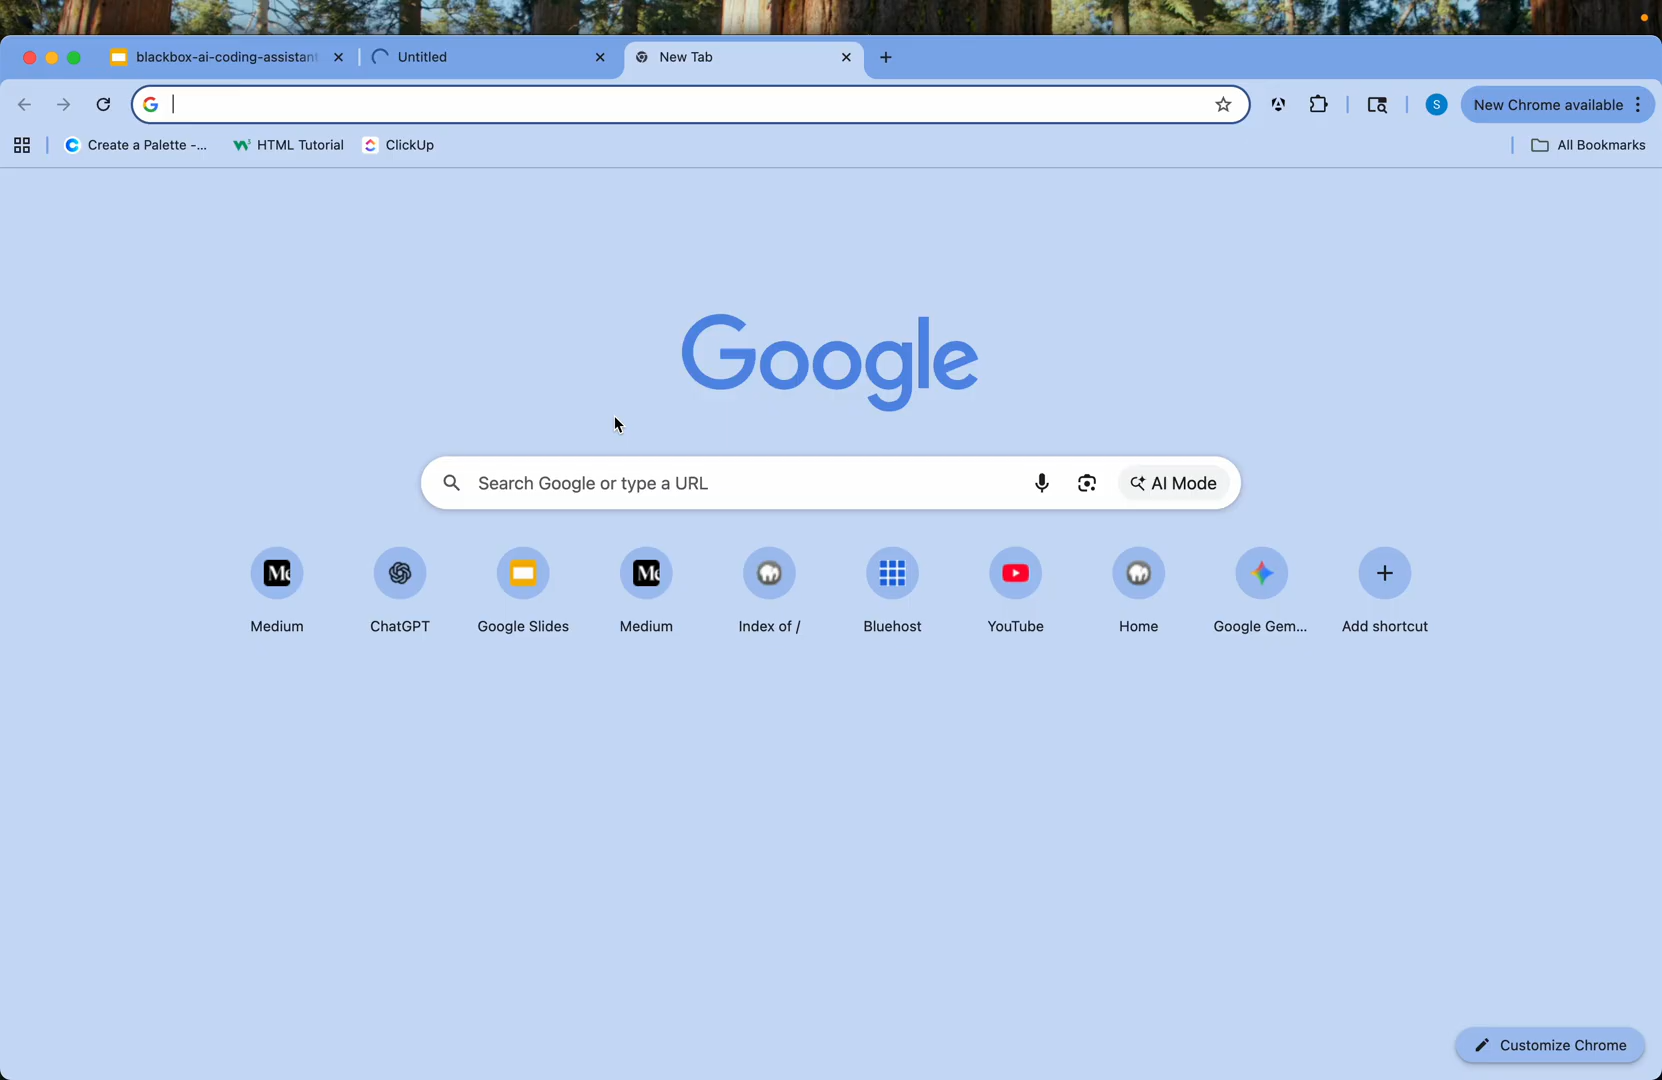 blackbox-ai-coding-assistant
Untitled
New Tab
S
New Chrome available
Create a Palette -...
HTML Tutorial
ClickUp
All Bookmarks
Google
Search Google or type a URL
AI Mode
Medium
ChatGPT
Google Slides
Medium
Index of /
Bluehost
YouTube
Home
Google Gem...
Add shortcut
Customize Chrome